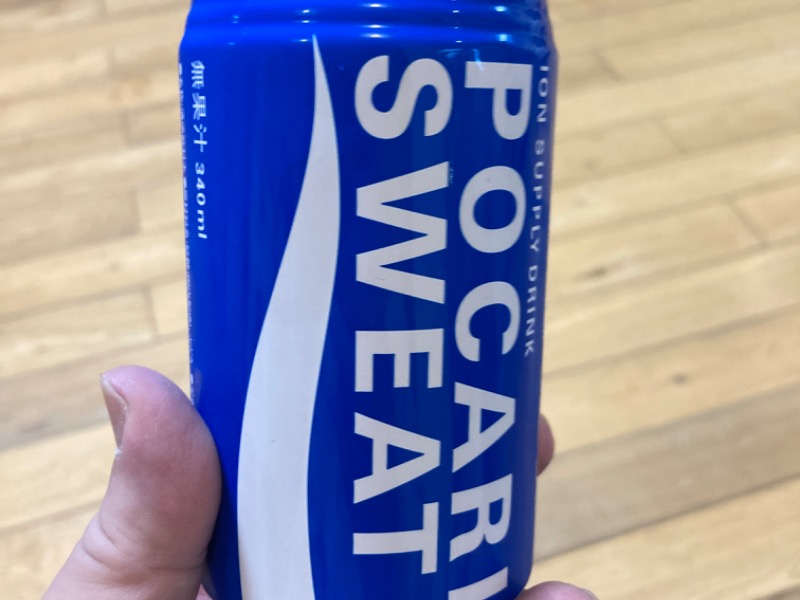 ION SUPPLY DRINK
POCARI
SWEAT
無果汁 340ml